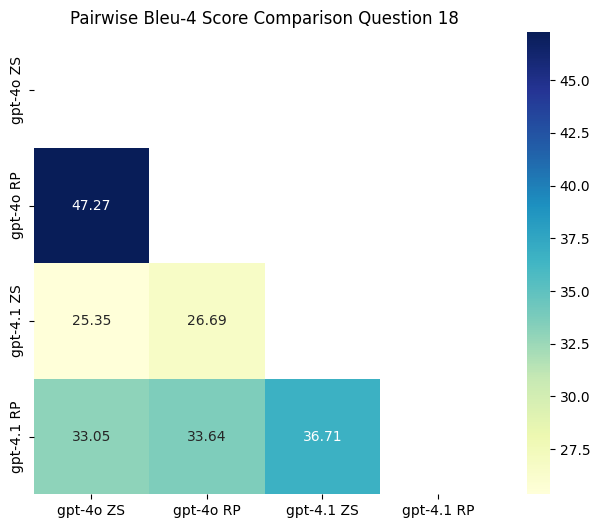 Pairwise Bleu-4 Score Comparison Question 18
gpt-4o ZS
gpt-4o RP
47.27
gpt-4.1 ZS
25.35 26.69
gpt-4.1 RP
33.05 33.64 36.71
gpt-4o ZS gpt-4o RP gpt-4.1 ZS gpt-4.1 RP
45.0
42.5
40.0
37.5
35.0
32.5
30.0
27.5